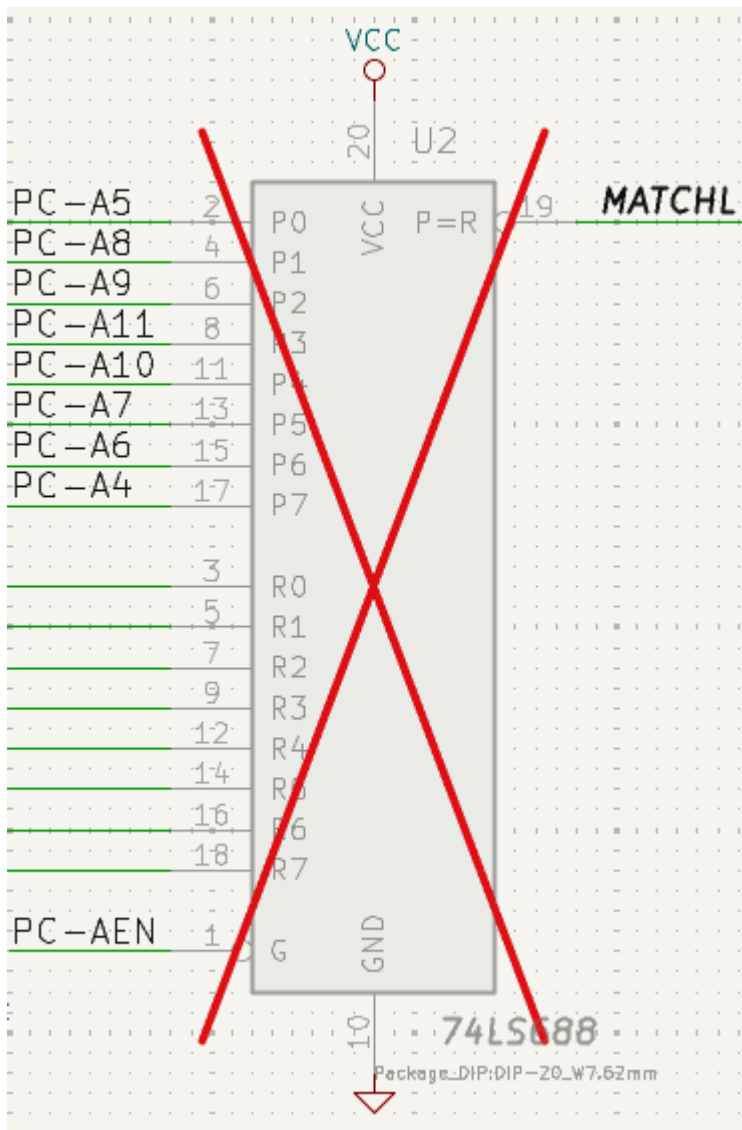 VCC
20 U2
PC-A5 2 P0 VCC P=R 19 MATCHL
PC-A8 4 P1
PC-A9 6 P2
PC-A11 8 P3
PC-A10 11 P4
PC-A7 13 P5
PC-A6 15 P6
PC-A4 17 P7
3 R0
5 R1
7 R2
9 R3
12 R4
14 R5
16 R6
18 R7
PC-AEN 1 G GND
10 74LS688
Package_DIP:DIP-20_W7.62mm